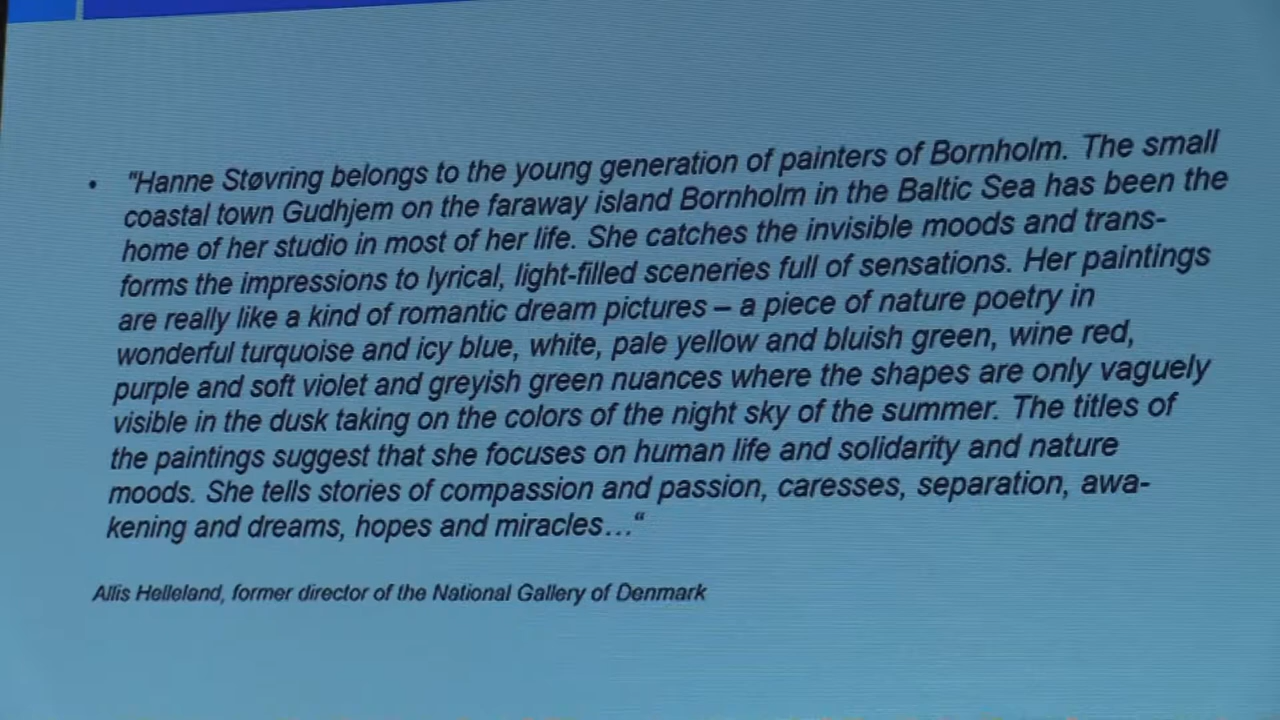 • "Hanne Støvring belongs to the young generation of painters of Bornholm. The small
coastal town Gudhjem on the faraway island Bornholm in the Baltic Sea has been the
home of her studio in most of her life. She catches the invisible moods and trans-
forms the impressions to lyrical, light-filled sceneries full of sensations. Her paintings
are really like a kind of romantic dream pictures – a piece of nature poetry in
wonderful turquoise and icy blue, white, pale yellow and bluish green, wine red,
purple and soft violet and greyish green nuances where the shapes are only vaguely
visible in the dusk taking on the colors of the night sky of the summer. The titles of
the paintings suggest that she focuses on human life and solidarity and nature
moods. She tells stories of compassion and passion, caresses, separation, awa-
kening and dreams, hopes and miracles…“
Allis Helleland, former director of the National Gallery of Denmark